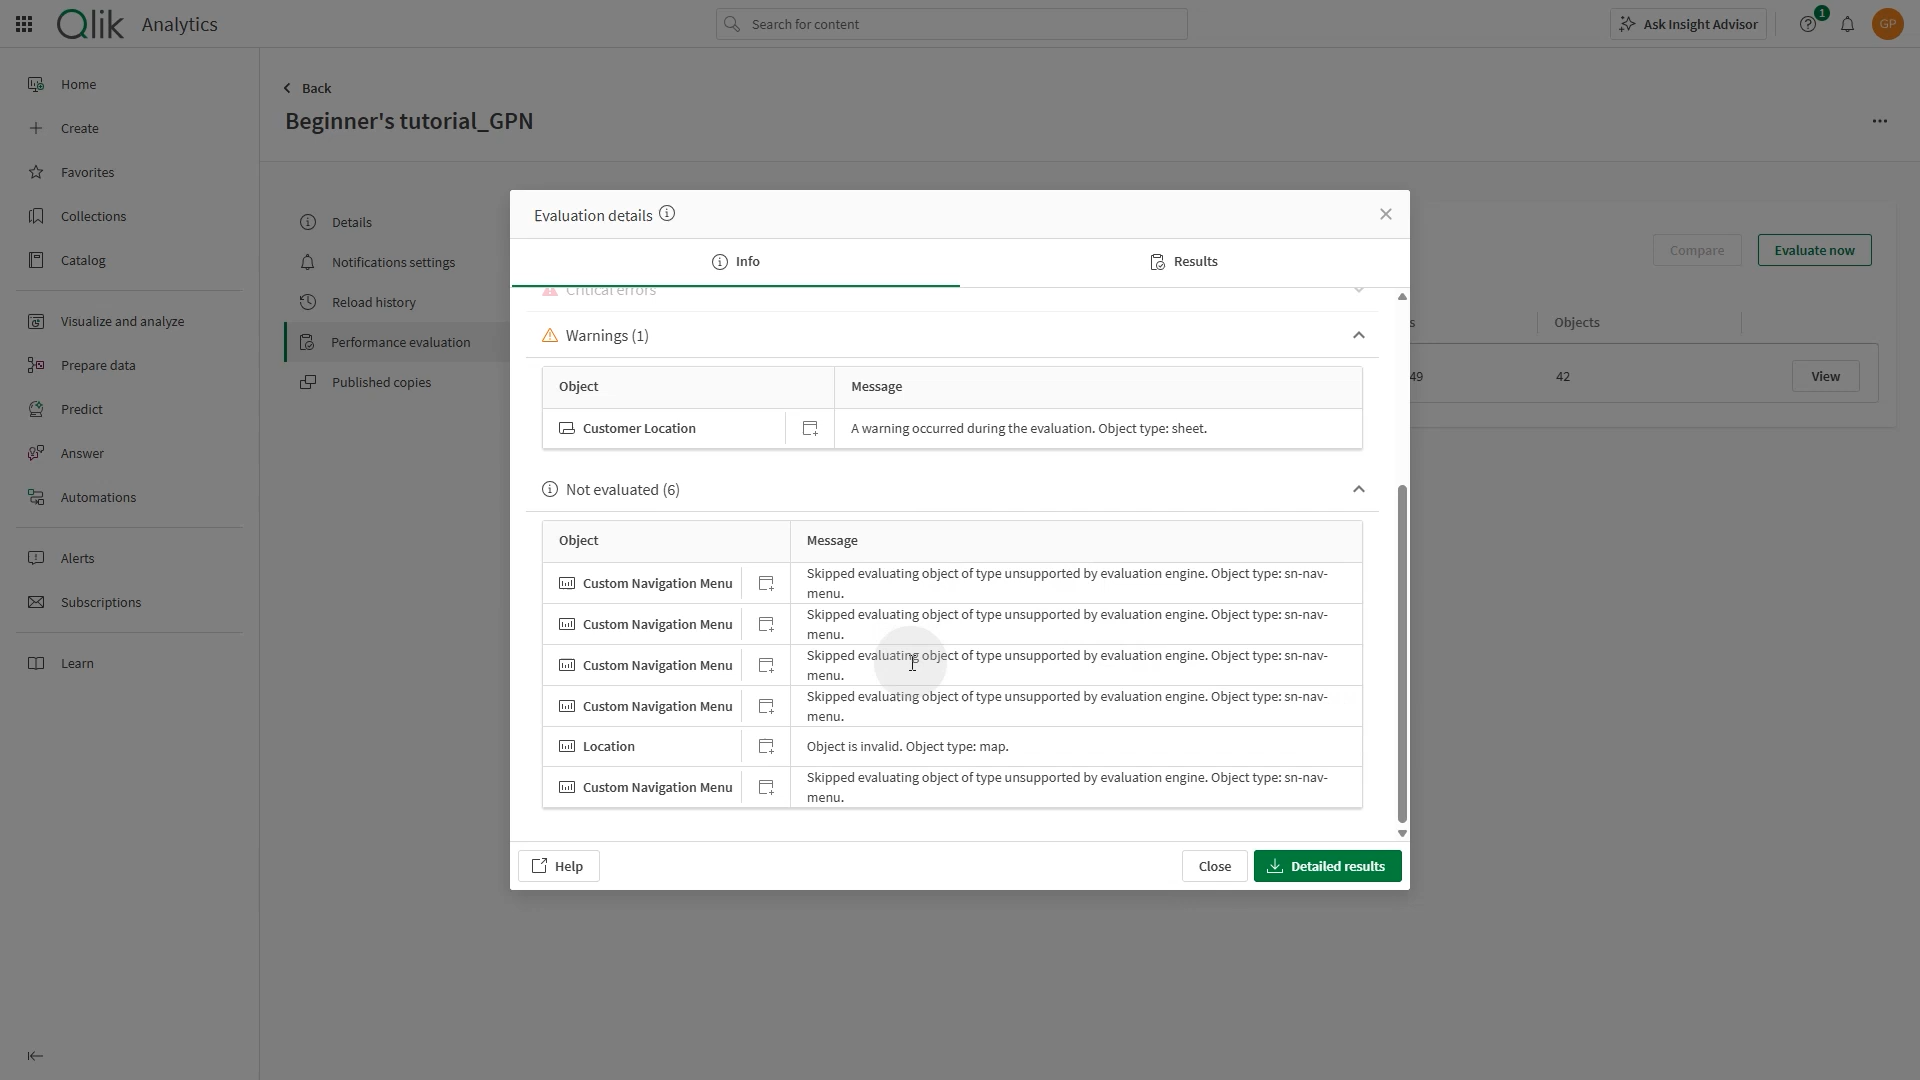 Qlik Analytics
Search for content
Ask Insight Advisor
1
GP
Home
Create
Favorites
Collections
Catalog
Visualize and analyze
Prepare data
Predict
Answer
Automations
Alerts
Subscriptions
Learn
Back
Beginner's tutorial_GPN
Details
Notifications settings
Reload history
Performance evaluation
Published copies
Compare
Evaluate now
s
Objects
49
42
View
Evaluation details
Info
Results
Critical errors
Warnings (1)
Object
Message
Customer Location
A warning occurred during the evaluation. Object type: sheet.
Not evaluated (6)
Object
Message
Custom Navigation Menu
Skipped evaluating object of type unsupported by evaluation engine. Object type: sn-nav-
menu.
Custom Navigation Menu
Skipped evaluating object of type unsupported by evaluation engine. Object type: sn-nav-
menu.
Custom Navigation Menu
Skipped evaluating object of type unsupported by evaluation engine. Object type: sn-nav-
menu.
Custom Navigation Menu
Skipped evaluating object of type unsupported by evaluation engine. Object type: sn-nav-
menu.
Location
Object is invalid. Object type: map.
Custom Navigation Menu
Skipped evaluating object of type unsupported by evaluation engine. Object type: sn-nav-
menu.
Help
Close
Detailed results